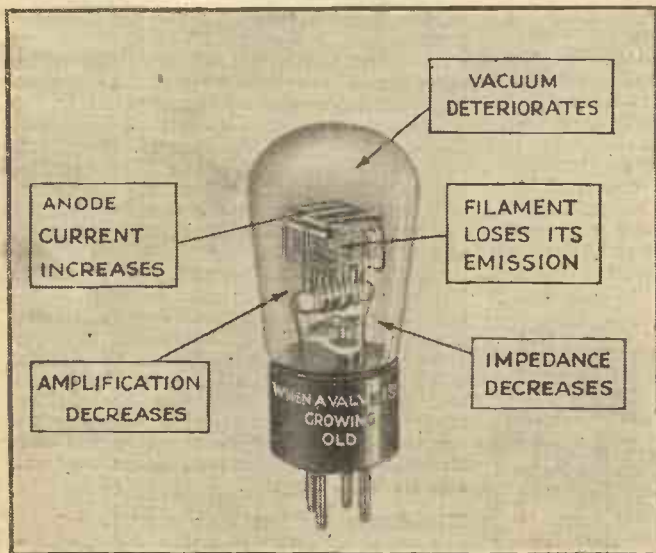 VACUUM
DETERIORATES
ANODE
CURRENT
INCREASES
FILAMENT
LOSES ITS
EMISSION
AMPLIFICATION
DECREASES
IMPEDANCE
DECREASES
WHEN A VALVE IS
GROWING
OLD